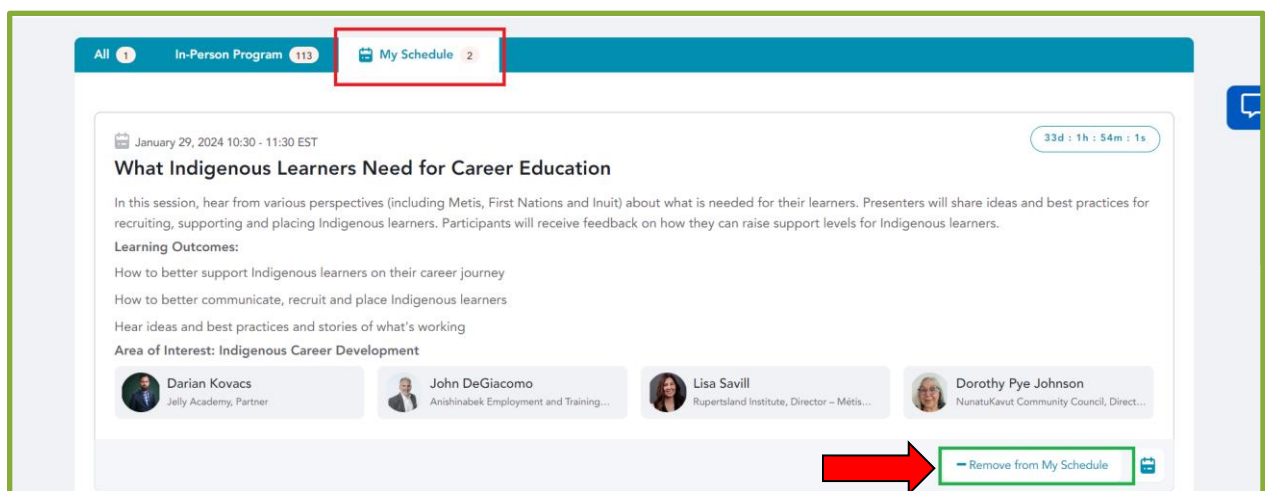 All 1 In-Person Program 113 My Schedule 2
January 29, 2024 10:30 - 11:30 EST 33d : 1h : 54m : 1s
What Indigenous Learners Need for Career Education
In this session, hear from various perspectives (including Metis, First Nations and Inuit) about what is needed for their learners. Presenters will share ideas and best practices for
recruiting, supporting and placing Indigenous learners. Participants will receive feedback on how they can raise support levels for Indigenous learners.
Learning Outcomes:
How to better support Indigenous learners on their career journey
How to better communicate, recruit and place Indigenous learners
Hear ideas and best practices and stories of what's working
Area of Interest: Indigenous Career Development
Darian Kovacs John DeGiacomo Lisa Savill Dorothy Pye Johnson
Jelly Academy, Partner Anishinabek Employment and Training... Rupertsland Institute, Director – Métis... NunatuKavut Community Council, Direct...
− Remove from My Schedule